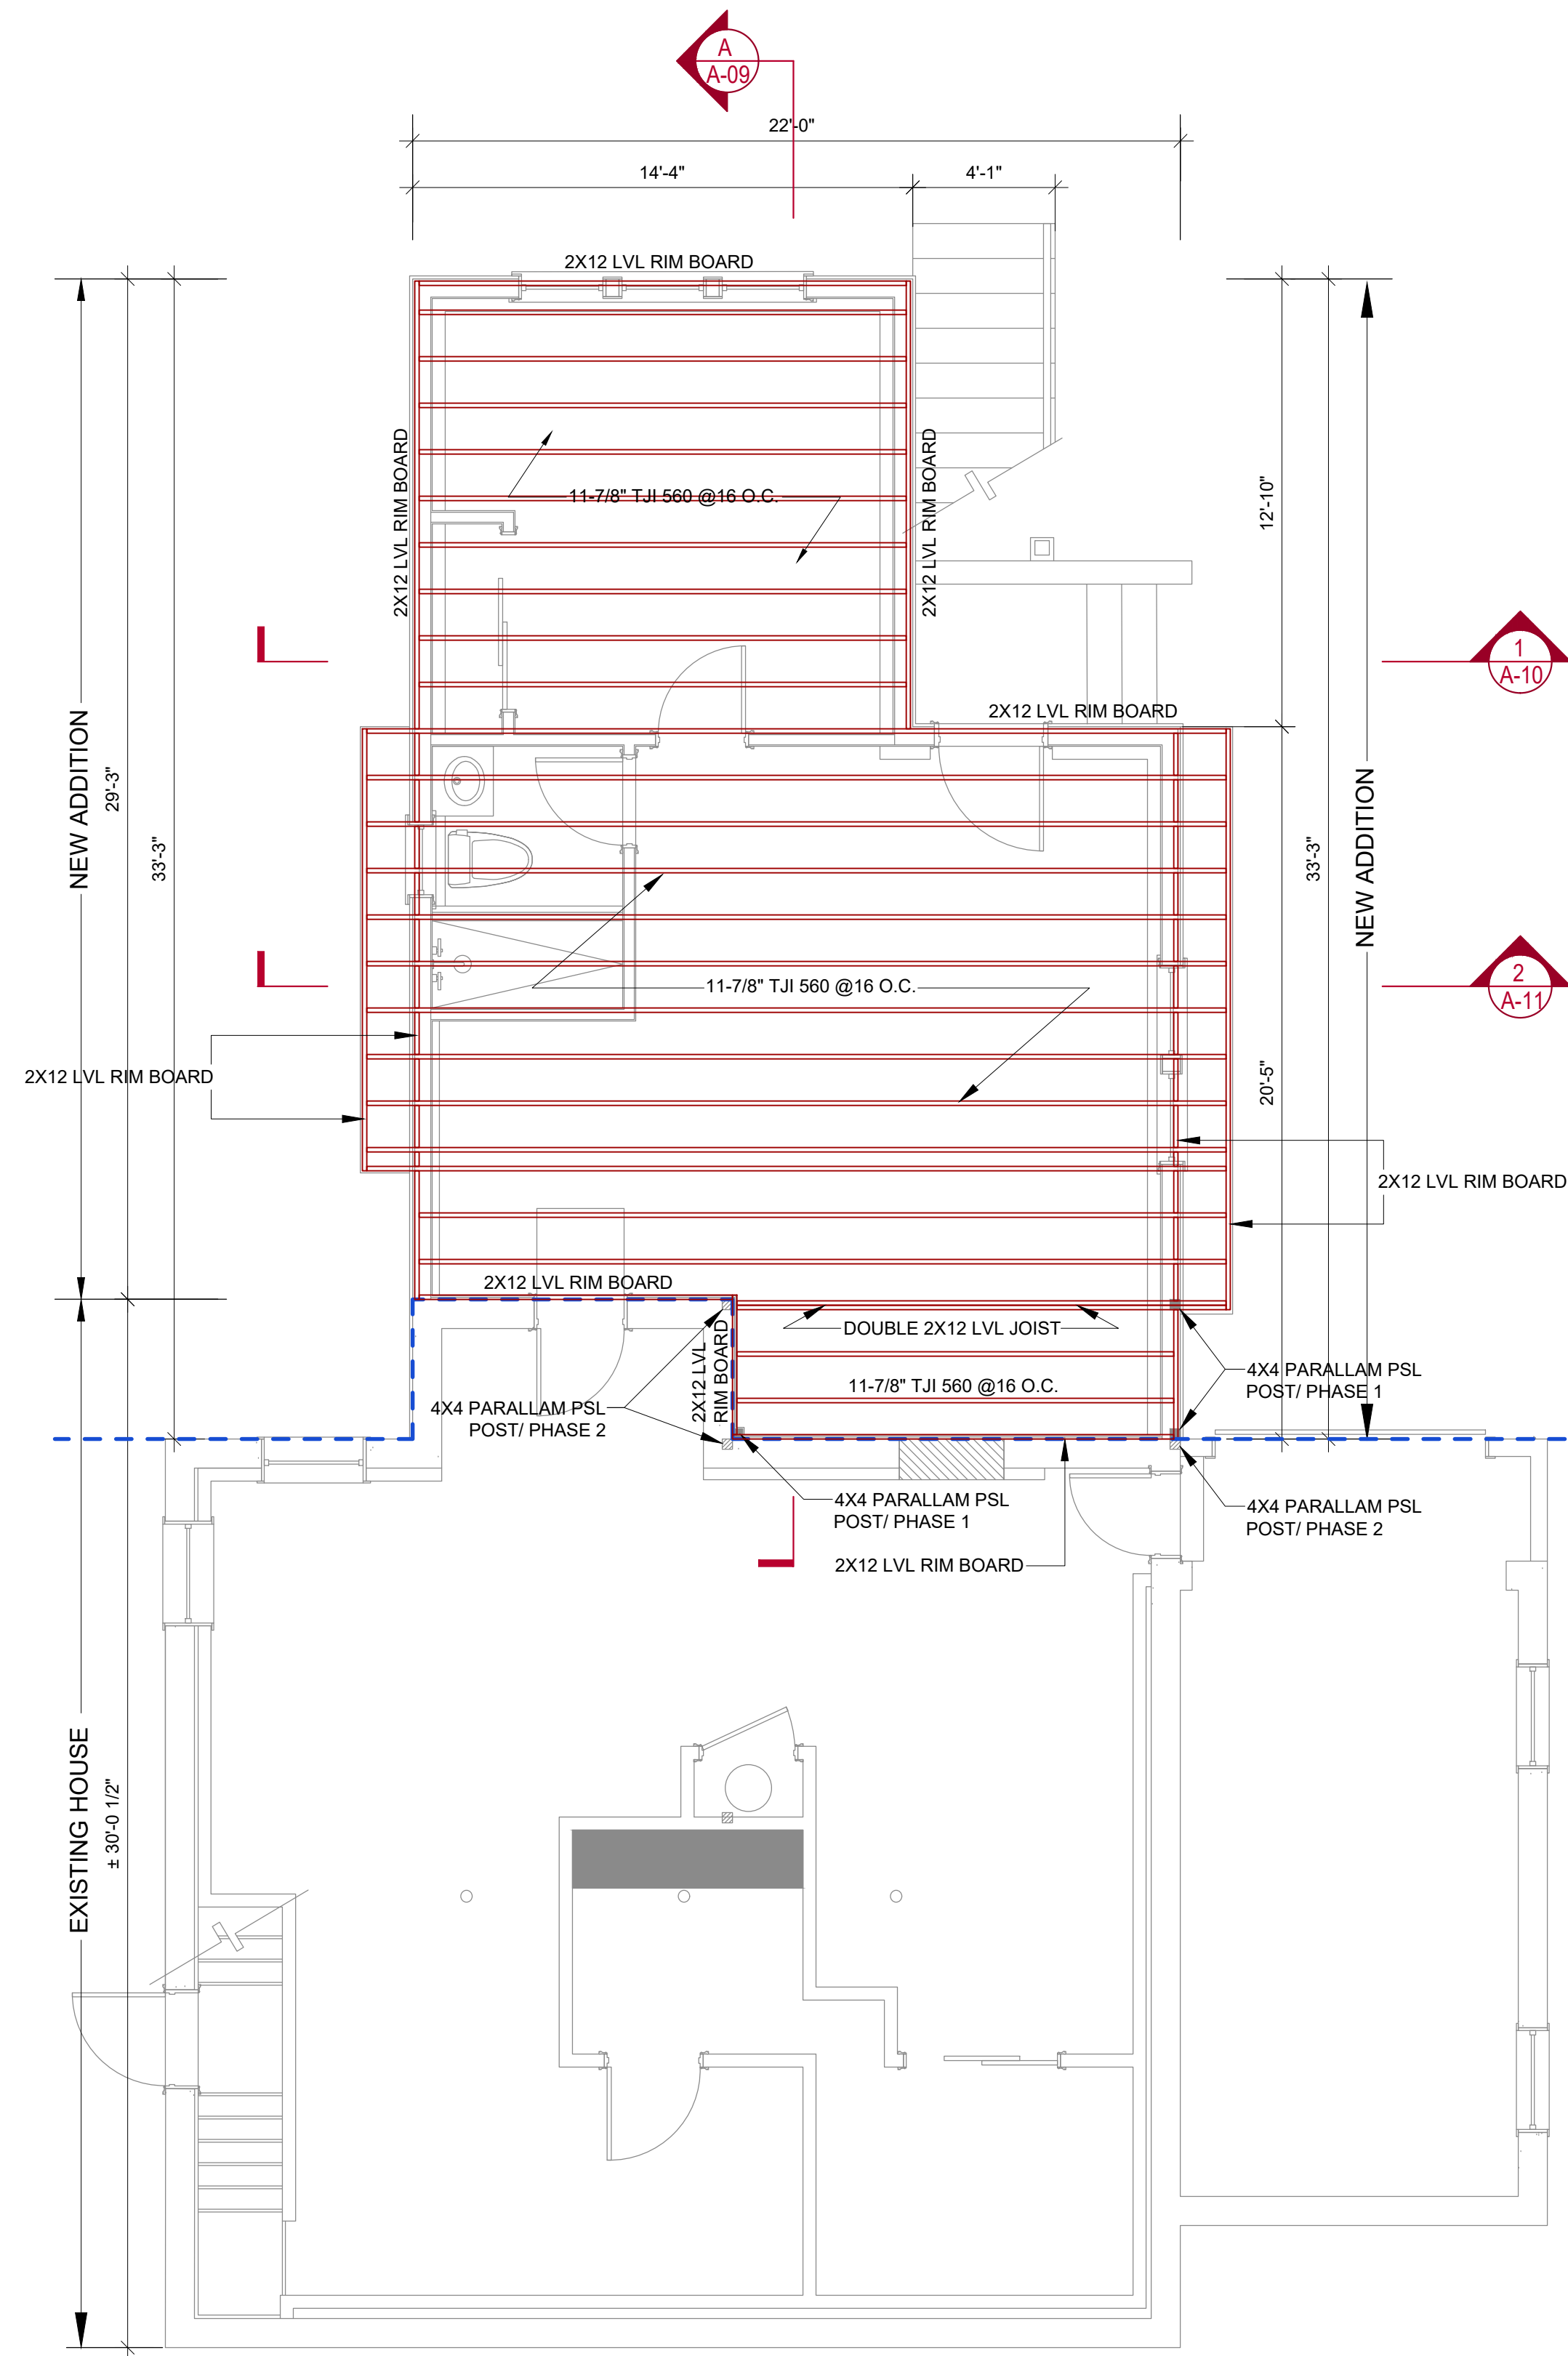 A
A-09
22'-0"
14'-4"
4'-1"
2X12 LVL RIM BOARD
2X12 LVL RIM BOARD
2X12 LVL RIM BOARD
11-7/8" TJI 560 @16 O.C.
12'-10"
1
A-10
2X12 LVL RIM BOARD
NEW ADDITION
29'-3"
33'-3"
33'-3"
NEW ADDITION
2
A-11
11-7/8" TJI 560 @16 O.C.
2X12 LVL RIM BOARD
20'-5"
2X12 LVL RIM BOARD
2X12 LVL RIM BOARD
DOUBLE 2X12 LVL JOIST
2X12 LVL
RIM BOARD
11-7/8" TJI 560 @16 O.C.
4X4 PARALLAM PSL
POST/ PHASE 1
4X4 PARALLAM PSL
POST/ PHASE 2
4X4 PARALLAM PSL
POST/ PHASE 1
4X4 PARALLAM PSL
POST/ PHASE 2
2X12 LVL RIM BOARD
EXISTING HOUSE
± 30'-0 1/2"